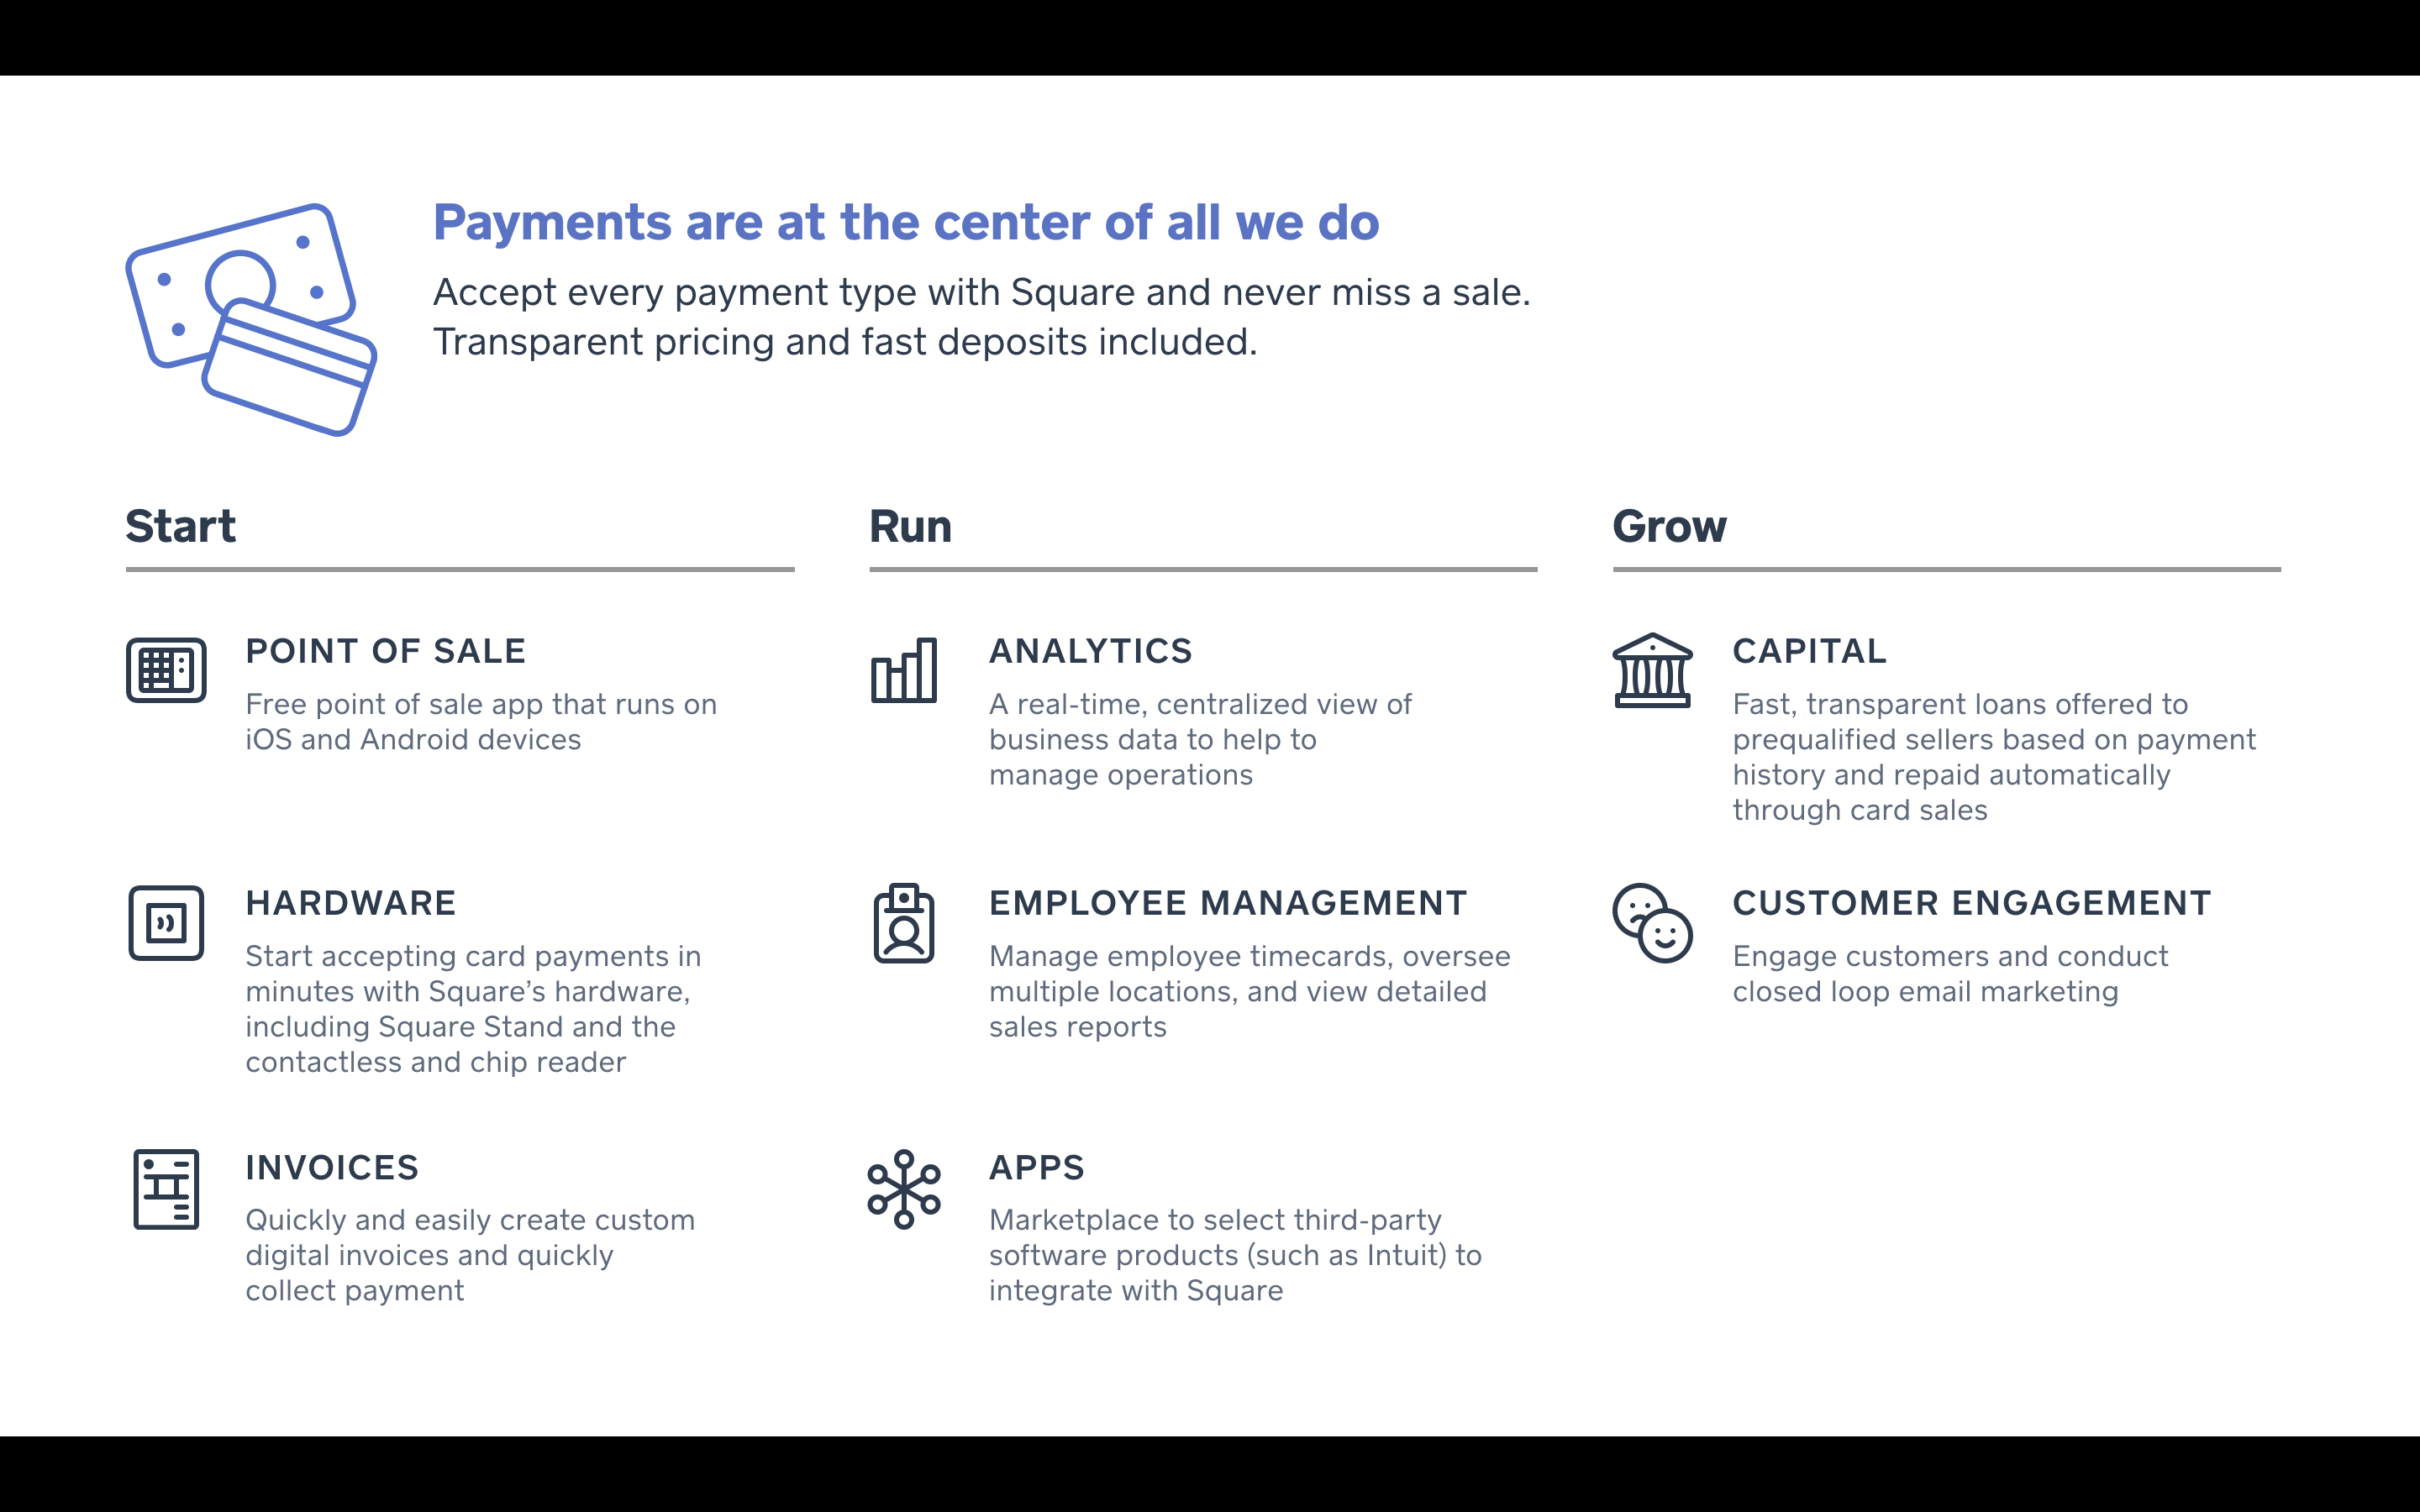 Payments are at the center of all we do
Accept every payment type with Square and never miss a sale.
Transparent pricing and fast deposits included.
Start
POINT OF SALE
Free point of sale app that runs on
iOS and Android devices
HARDWARE
Start accepting card payments in
minutes with Square’s hardware,
including Square Stand and the
contactless and chip reader
INVOICES
Quickly and easily create custom
digital invoices and quickly
collect payment
Run
ANALYTICS
A real-time, centralized view of
business data to help to
manage operations
EMPLOYEE MANAGEMENT
Manage employee timecards, oversee
multiple locations, and view detailed
sales reports
APPS
Marketplace to select third-party
software products (such as Intuit) to
integrate with Square
Grow
CAPITAL
Fast, transparent loans offered to
prequalified sellers based on payment
history and repaid automatically
through card sales
CUSTOMER ENGAGEMENT
Engage customers and conduct
closed loop email marketing